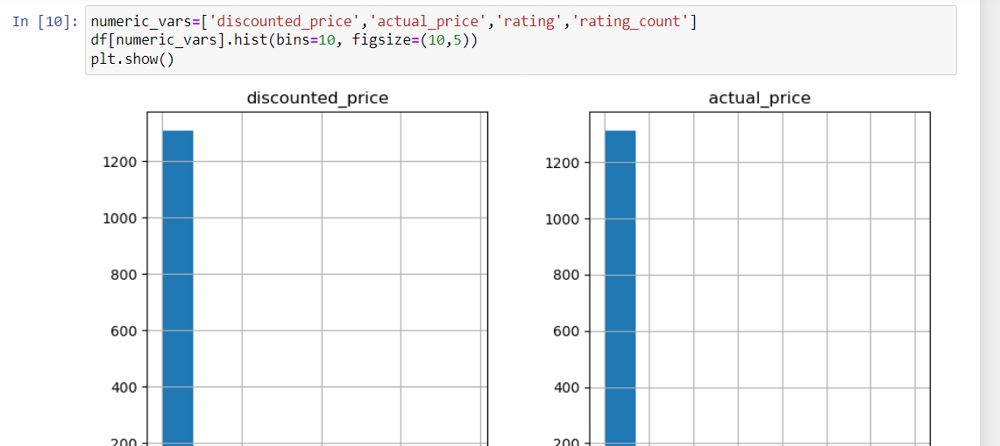 In [10]: numeric_vars=['discounted_price','actual_price','rating','rating_count']
df[numeric_vars].hist(bins=10, figsize=(10,5))
plt.show()
discounted_price
actual_price
1200
1000
800
600
400
200
1200
1000
800
600
400
200